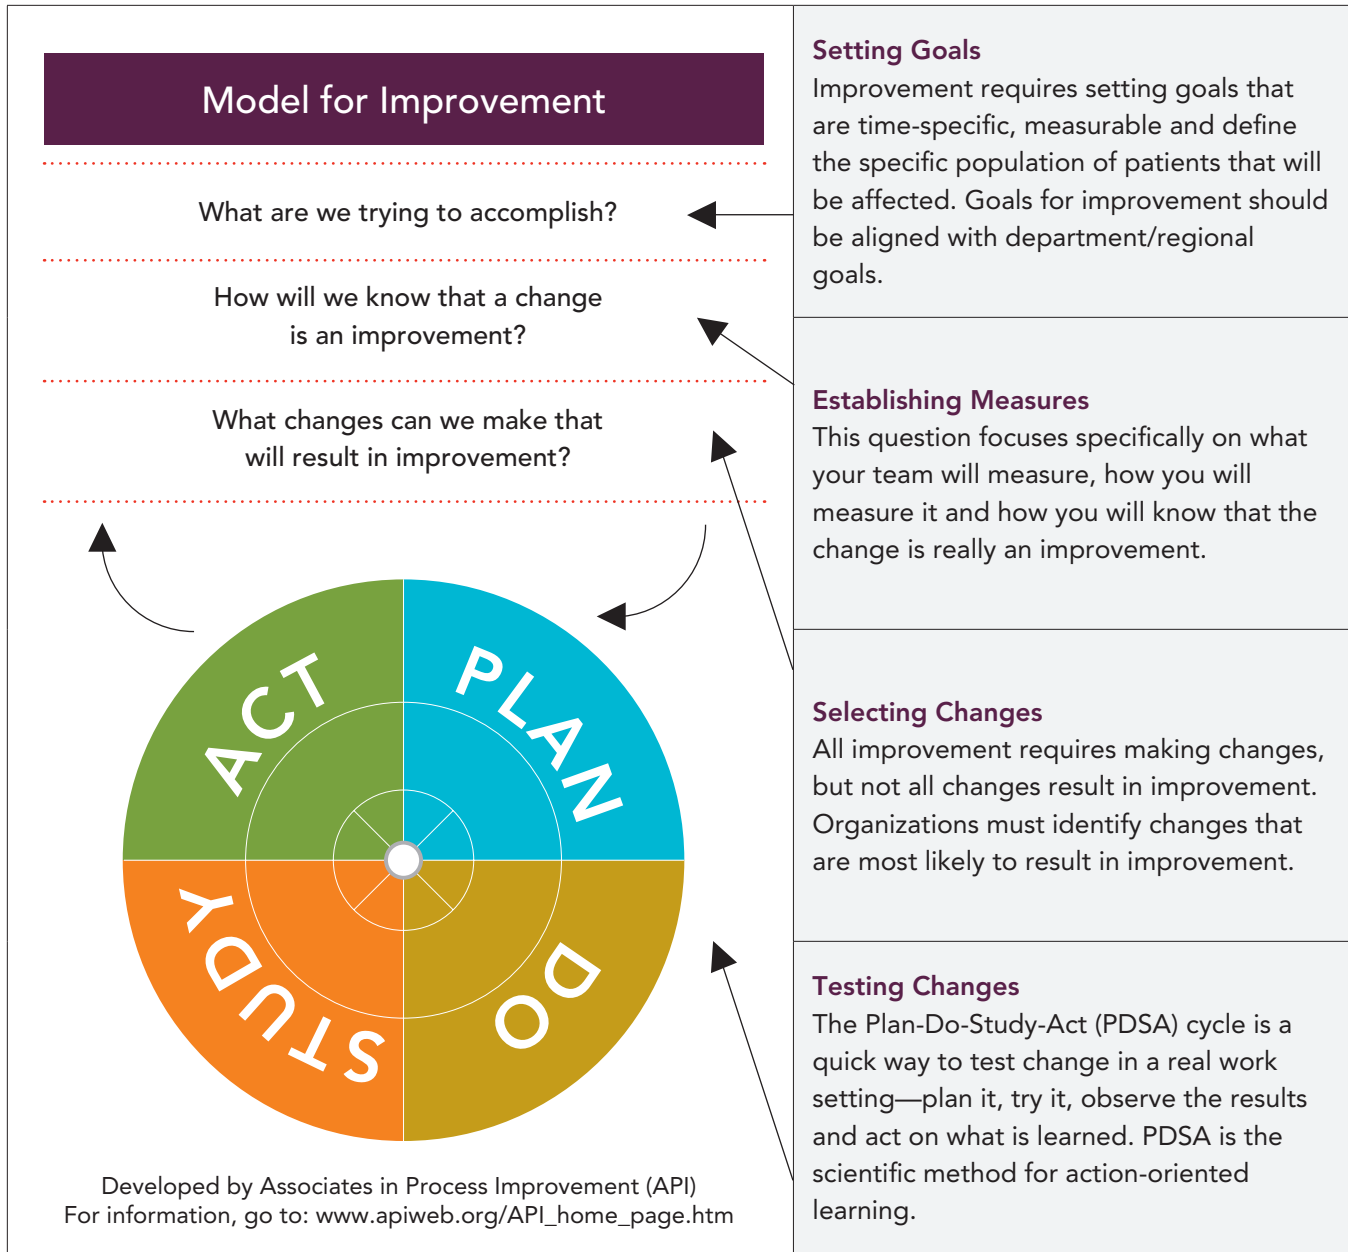 Model for Improvement
What are we trying to accomplish?
How will we know that a change
is an improvement?
What changes can we make that
will result in improvement?
ACT
PLAN
STUDY
DO
Developed by Associates in Process Improvement (API)
For information, go to: www.apiweb.org/API_home_page.htm
Setting Goals
Improvement requires setting goals that
are time-specific, measurable and define
the specific population of patients that will
be affected. Goals for improvement should
be aligned with department/regional
goals.
Establishing Measures
This question focuses specifically on what
your team will measure, how you will
measure it and how you will know that the
change is really an improvement.
Selecting Changes
All improvement requires making changes,
but not all changes result in improvement.
Organizations must identify changes that
are most likely to result in improvement.
Testing Changes
The Plan-Do-Study-Act (PDSA) cycle is a
quick way to test change in a real work
setting—plan it, try it, observe the results
and act on what is learned. PDSA is the
scientific method for action-oriented
learning.